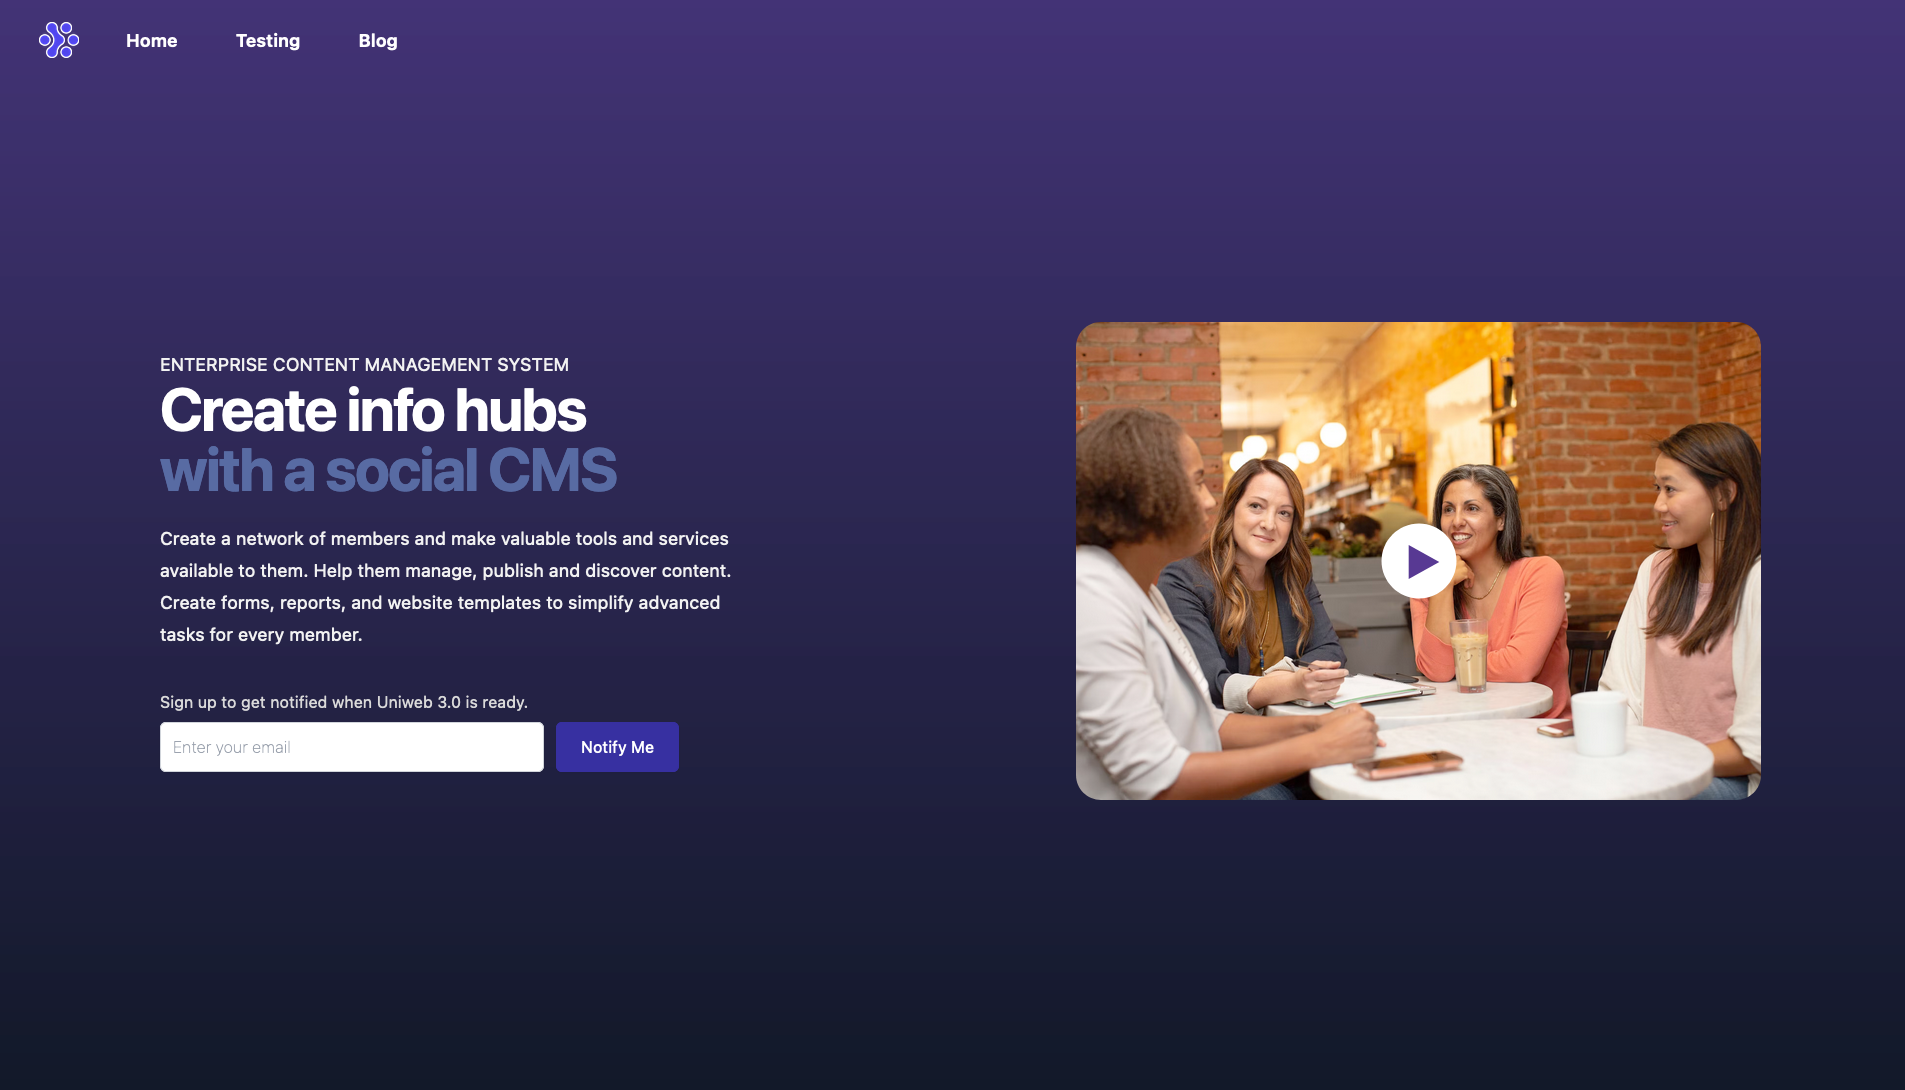 Home Testing Blog
ENTERPRISE CONTENT MANAGEMENT SYSTEM
Create info hubs
with a social CMS
Create a network of members and make valuable tools and services
available to them. Help them manage, publish and discover content.
Create forms, reports, and website templates to simplify advanced
tasks for every member.
Sign up to get notified when Uniweb 3.0 is ready.
Enter your email Notify Me